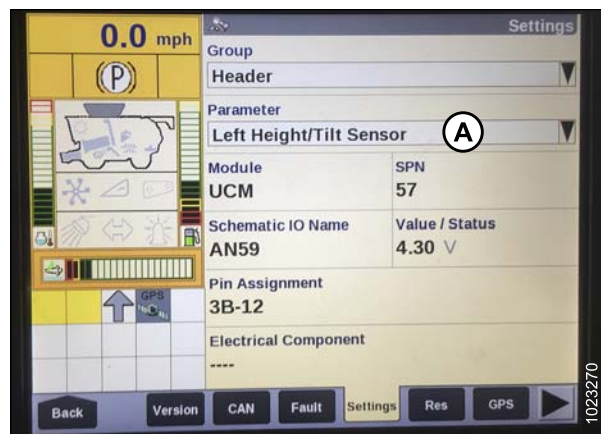 0.0 mph
(P)
GPS
Settings
Group
Header
Parameter
Left Height/Tilt Sensor
A
Module
UCM
SPN
57
Schematic IO Name
AN59
Value / Status
4.30 V
Pin Assignment
3B-12
Electrical Component
----
Back
Version
CAN
Fault
Settings
Res
GPS
1023270